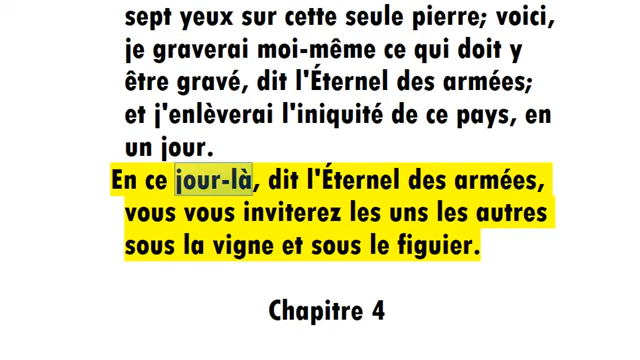 sept yeux sur cette seule pierre; voici,
je graverai moi-même ce qui doit y
être gravé, dit l'Éternel des armées;
et j'enlèverai l'iniquité de ce pays, en
un jour.
En ce jour-là, dit l'Éternel des armées,
vous vous inviterez les uns les autres
sous la vigne et sous le figuier.
Chapitre 4